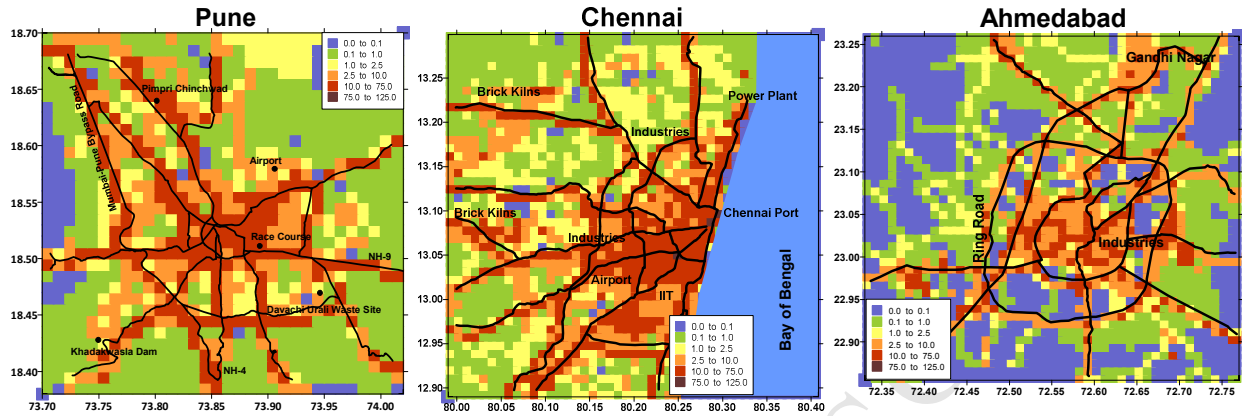 Pune
18.70
18.65
18.60
18.55
18.50
18.45
18.40
73.70
73.75
73.80
73.85
73.90
73.95
74.00
0.0 to 0.1
0.1 to 1.0
1.0 to 2.5
2.5 to 10.0
10.0 to 75.0
75.0 to 125.0
Pimpri Chinchwad
Mumbai-Pune Bypass Road
Airport
Race Course
NH-9
Davachi Urali Waste Site
Khadakwasla Dam
NH-4
Chennai
13.25
13.20
13.15
13.10
13.05
13.00
12.95
12.90
80.00
80.05
80.10
80.15
80.20
80.25
80.30
80.35
80.40
Brick Kilns
Power Plant
Industries
Brick Kilns
Chennai Port
Industries
Airport
IIT
Bay of Bengal
0.0 to 0.1
0.1 to 1.0
1.0 to 2.5
2.5 to 10.0
10.0 to 75.0
75.0 to 125.0
Ahmedabad
23.25
23.20
23.15
23.10
23.05
23.00
22.95
22.90
72.35
72.40
72.45
72.50
72.55
72.60
72.65
72.70
72.75
Gandhi Nagar
Ring Road
Industries
0.0 to 0.1
0.1 to 1.0
1.0 to 2.5
2.5 to 10.0
10.0 to 75.0
75.0 to 125.0